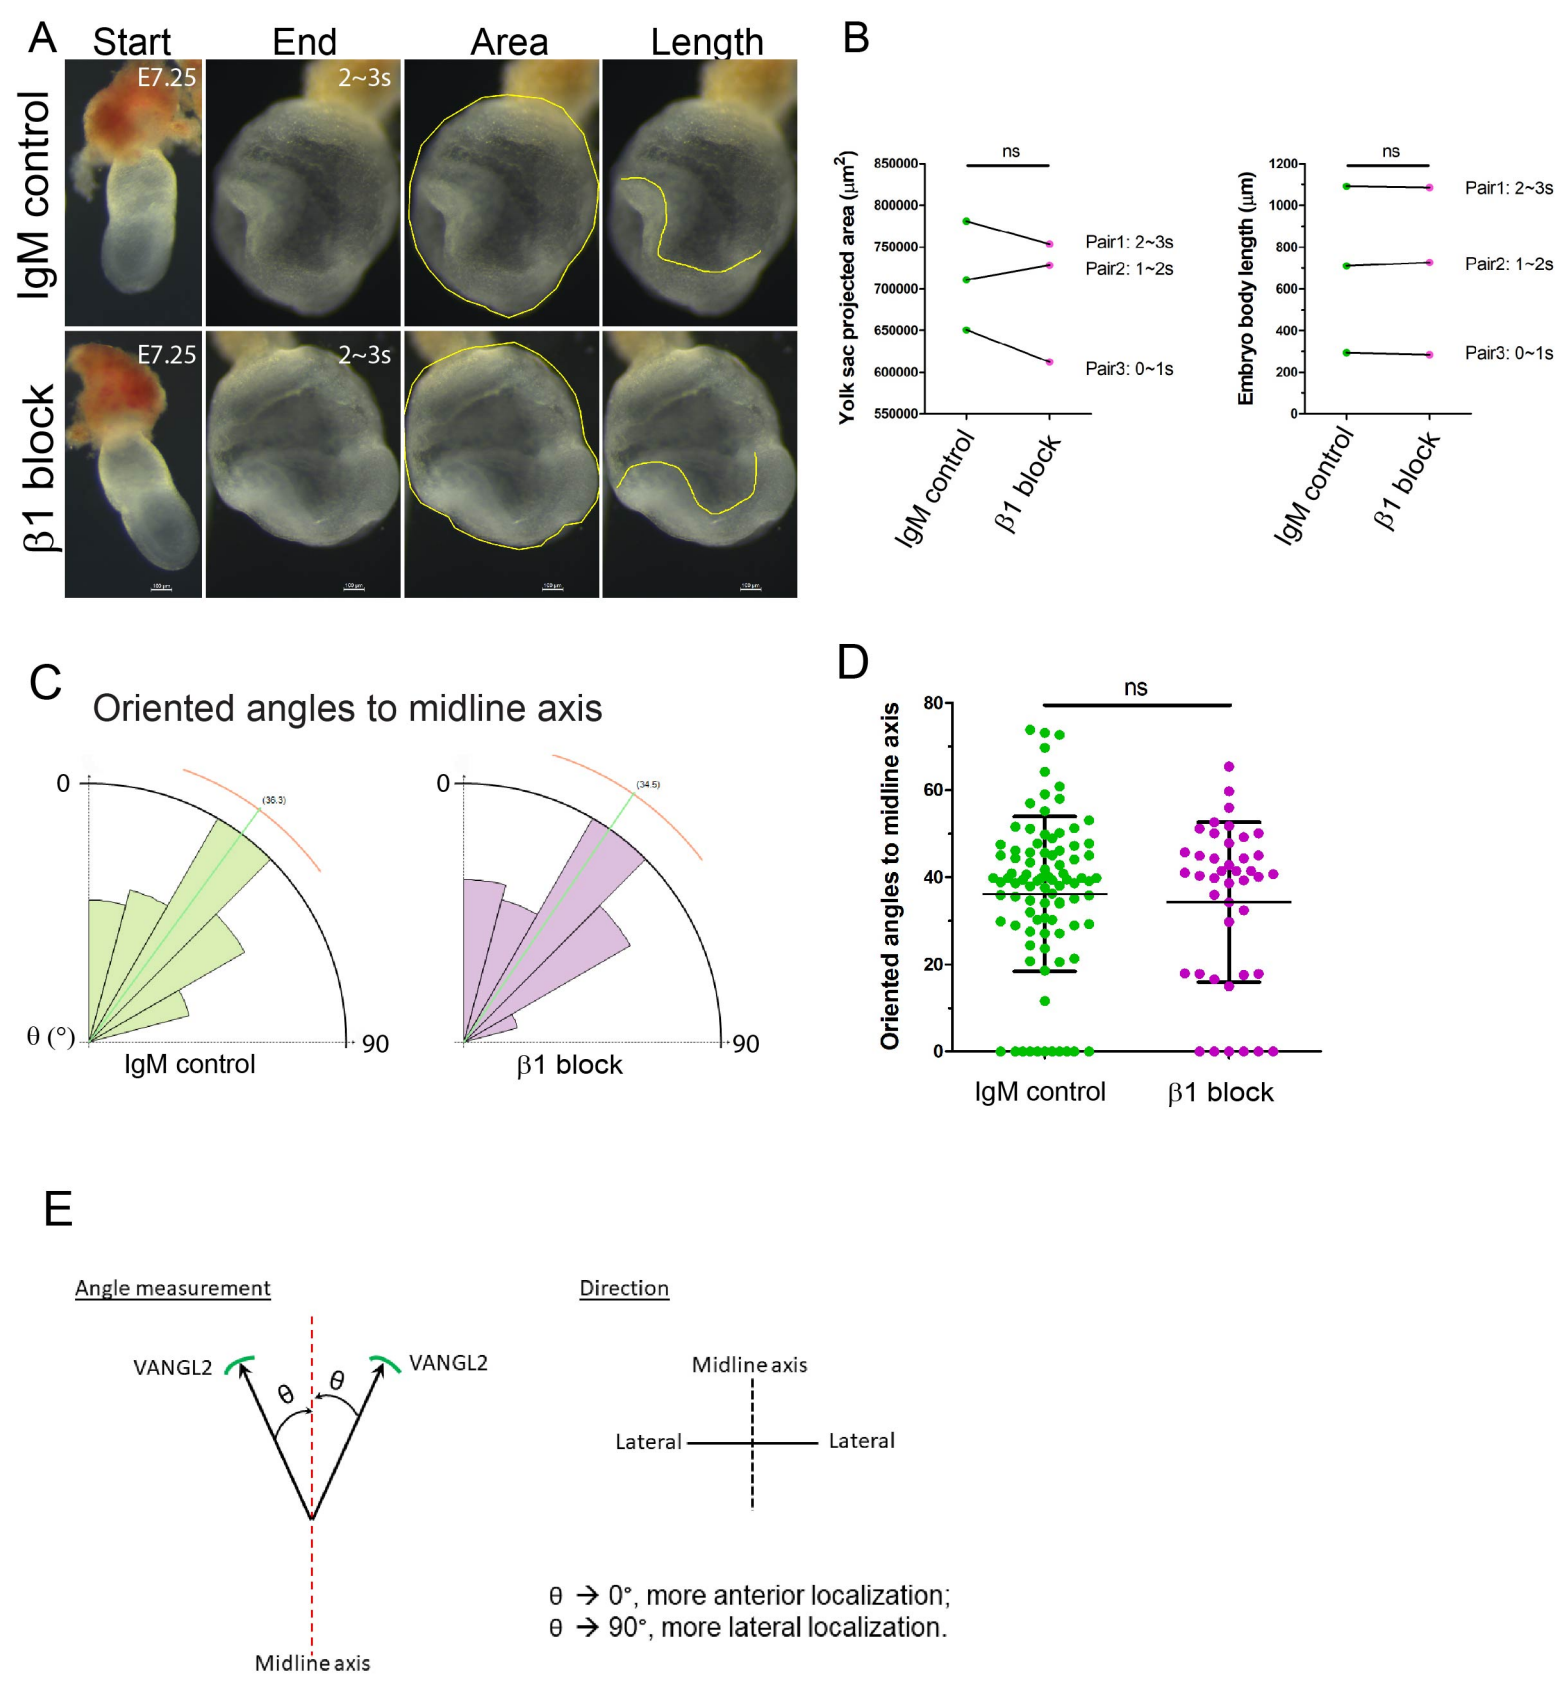 A
Start
End
Area
Length
IgM control
E7.25
2~3s
β1 block
E7.25
2~3s
100 µm
100 µm
100 µm
B
Yolk sac projected area (μm2)
850000
800000
750000
700000
650000
600000
550000
ns
Pair1: 2~3s
Pair2: 1~2s
Pair3: 0~1s
IgM control
β1 block
Embryo body length (μm)
1200
1000
800
600
400
200
0
ns
Pair1: 2~3s
Pair2: 1~2s
Pair3: 0~1s
IgM control
β1 block
C
Oriented angles to midline axis
0
(36.3)
θ (°)
90
IgM control
0
(34.5)
90
β1 block
D
Oriented angles to midline axis
80
60
40
20
0
ns
IgM control
β1 block
E
Angle measurement
VANGL2
VANGL2
θ
θ
Midline axis
Direction
Midline axis
Lateral
Lateral
θ → 0°, more anterior localization;
θ → 90°, more lateral localization.